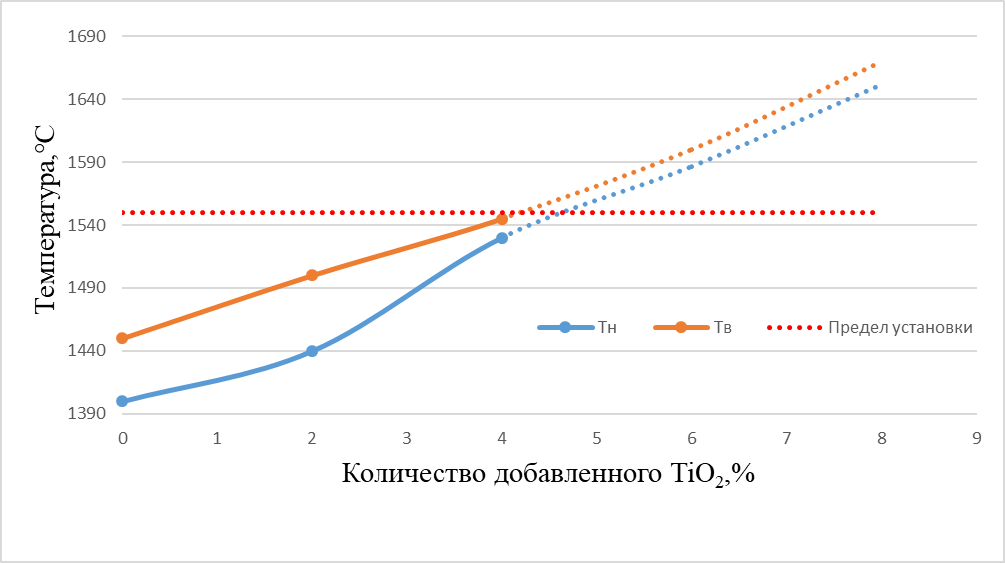 1690
1640
1590
1540
1490
1440
1390
Температура,°С
0 1 2 3 4 5 6 7 8 9
Тн Тв Предел установки
Количество добавленного TiO₂,%